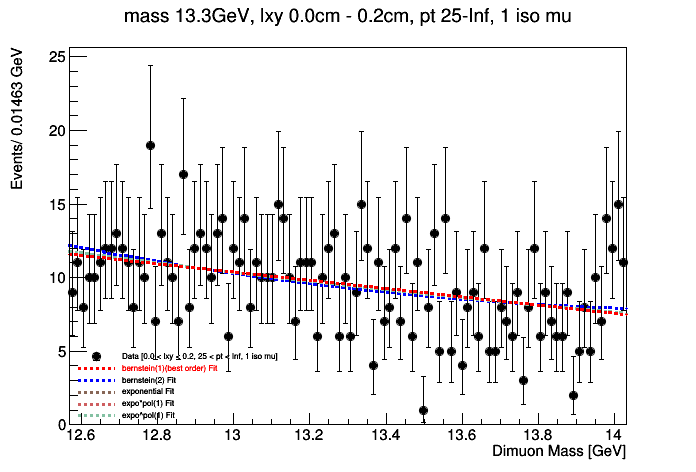 mass 13.3GeV, lxy 0.0cm - 0.2cm, pt 25-Inf, 1 iso mu
Events/ 0.01463 GeV
25
20
15
10
5
0
Data [0.0 < lxy < 0.2, 25 < pt < Inf, 1 iso mu]
bernstein(1)(best order) Fit
bernstein(2) Fit
exponential Fit
expo*pol(1) Fit
expo^pol(1) Fit
12.6 12.8 13 13.2 13.4 13.6 13.8 14
Dimuon Mass [GeV]